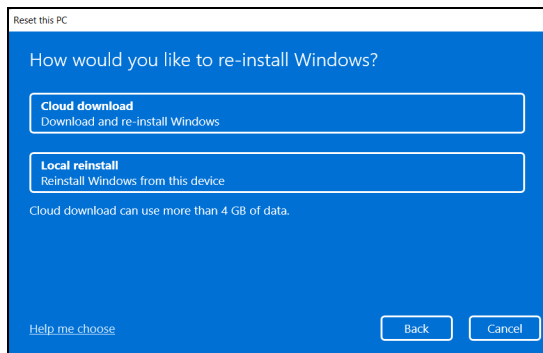 Reset this PC
How would you like to re-install Windows?
Cloud download
Download and re-install Windows
Local reinstall
Reinstall Windows from this device
Cloud download can use more than 4 GB of data.
Help me choose
Back
Cancel